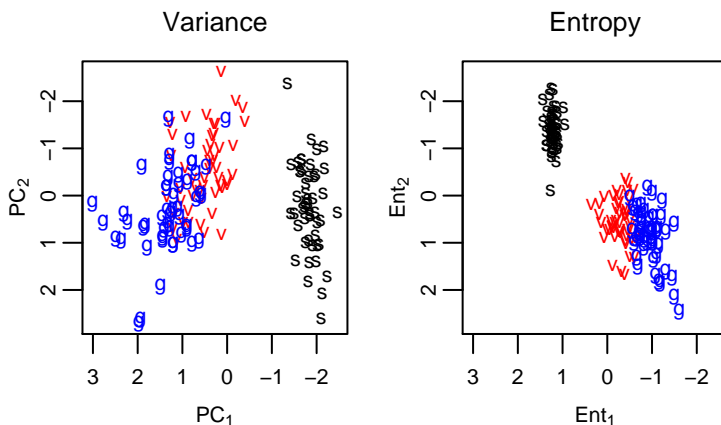 Variance
Entropy
PC1
PC2
3 2 1 0 −1 −2
−2
−1
0
1
2
Ent1
Ent2
3 2 1 0 −1 −2
−2
−1
0
1
2
s
v
g